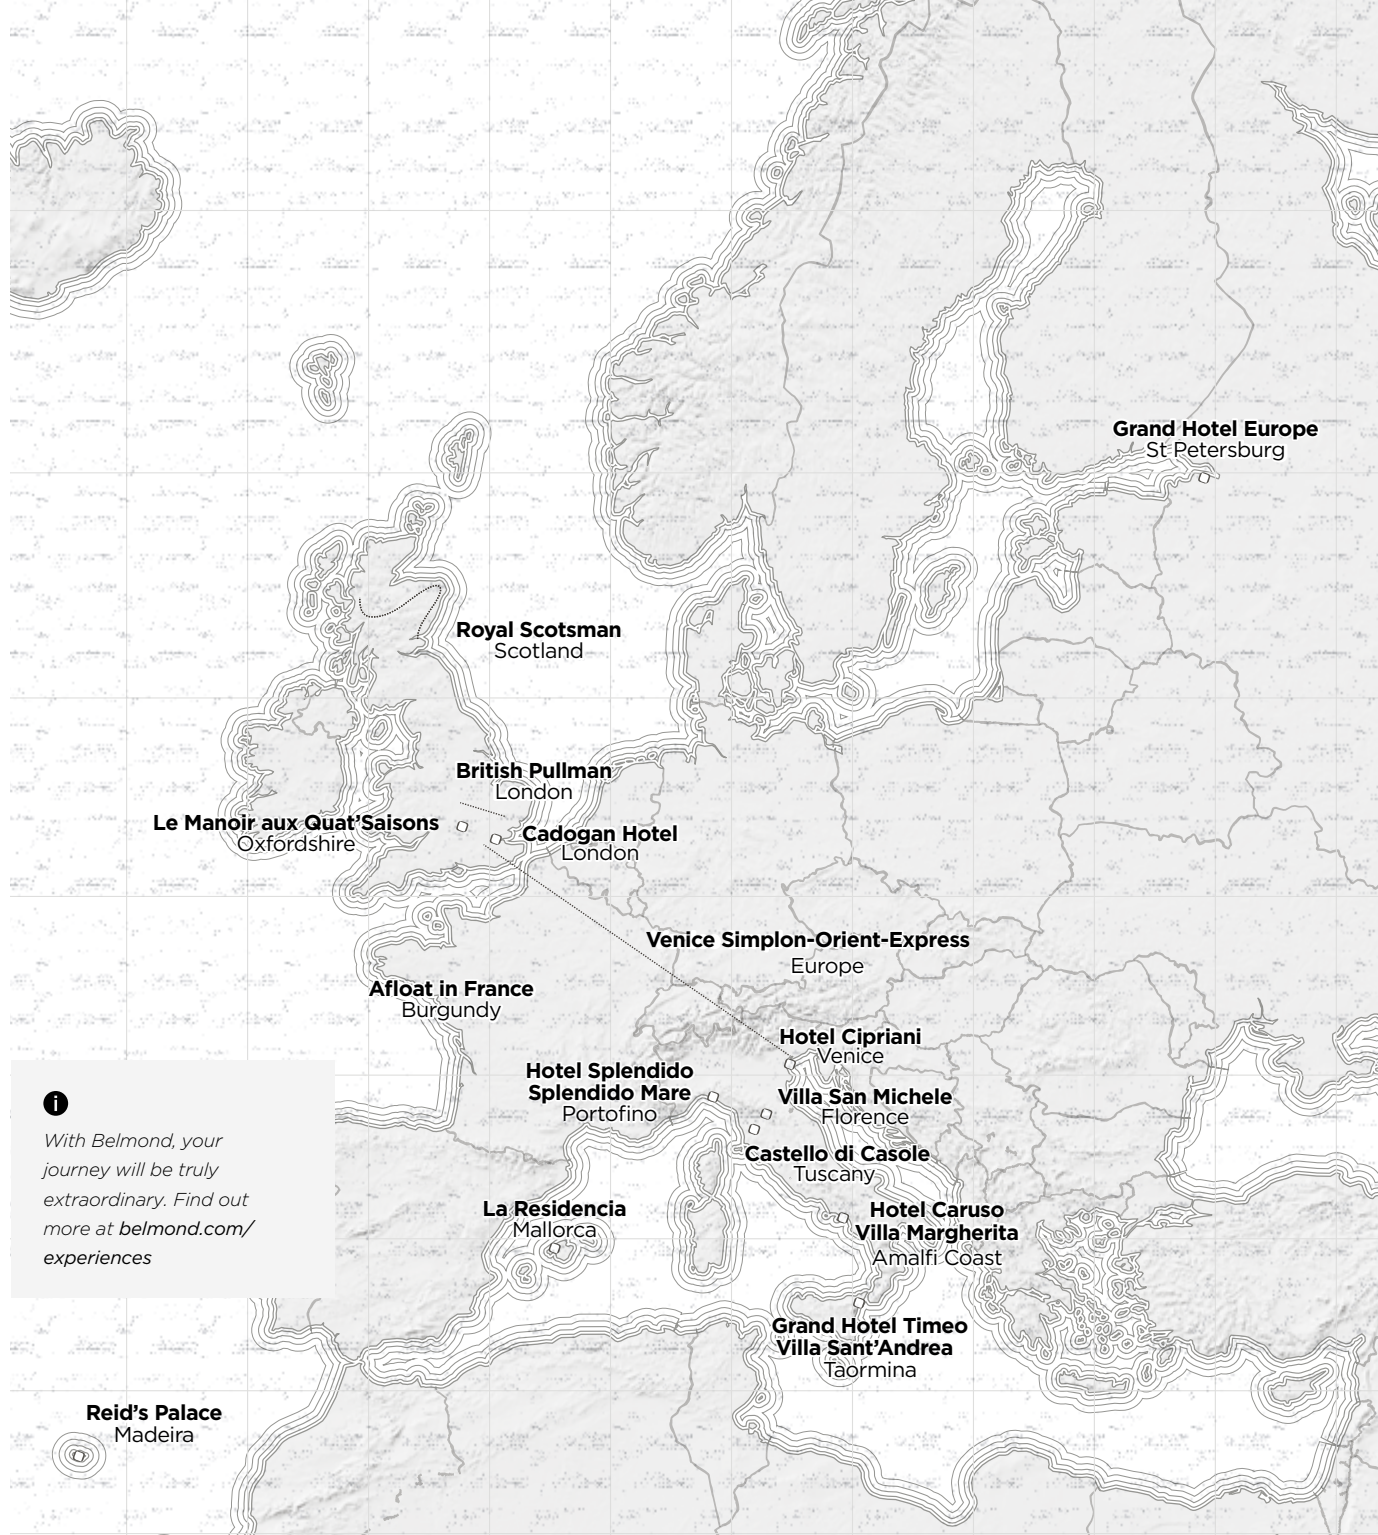 Grand Hotel Europe
St Petersburg
Royal Scotsman
Scotland
British Pullman
London
Le Manoir aux Quat’Saisons
Oxfordshire
Cadogan Hotel
London
Venice Simplon-Orient-Express
Europe
Afloat in France
Burgundy
Hotel Cipriani
Venice
Hotel Splendido
Splendido Mare
Portofino
Villa San Michele
Florence
Castello di Casole
Tuscany
La Residencia
Mallorca
Hotel Caruso
Villa Margherita
Amalfi Coast
Grand Hotel Timeo
Villa Sant’Andrea
Taormina
Reid’s Palace
Madeira
i
With Belmond, your
journey will be truly
extraordinary. Find out
more at belmond.com/
experiences